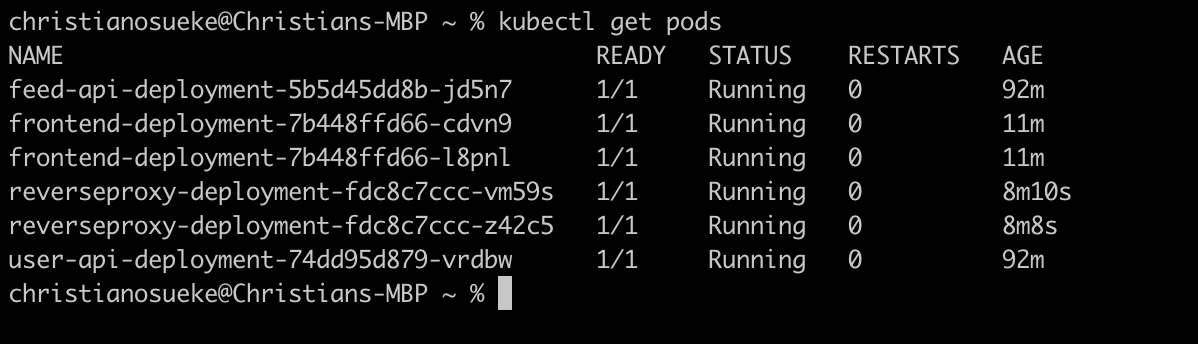 christianosueke@Christians-MBP ~ % kubectl get pods
NAME READY STATUS RESTARTS AGE
feed-api-deployment-5b5d45dd8b-jd5n7 1/1 Running 0 92m
frontend-deployment-7b448ffd66-cdvn9 1/1 Running 0 11m
frontend-deployment-7b448ffd66-l8pnl 1/1 Running 0 11m
reverseproxy-deployment-fdc8c7ccc-vm59s 1/1 Running 0 8m10s
reverseproxy-deployment-fdc8c7ccc-z42c5 1/1 Running 0 8m8s
user-api-deployment-74dd95d879-vrdbw 1/1 Running 0 92m
christianosueke@Christians-MBP ~ %